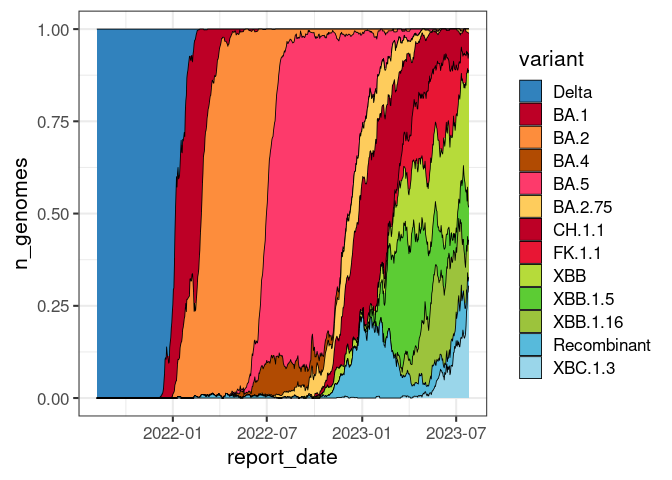 1.00
0.75
0.50
0.25
0.00
n_genomes
2022-01
2022-07
2023-01
2023-07
report_date
variant
Delta
BA.1
BA.2
BA.4
BA.5
BA.2.75
CH.1.1
FK.1.1
XBB
XBB.1.5
XBB.1.16
Recombinant
XBC.1.3